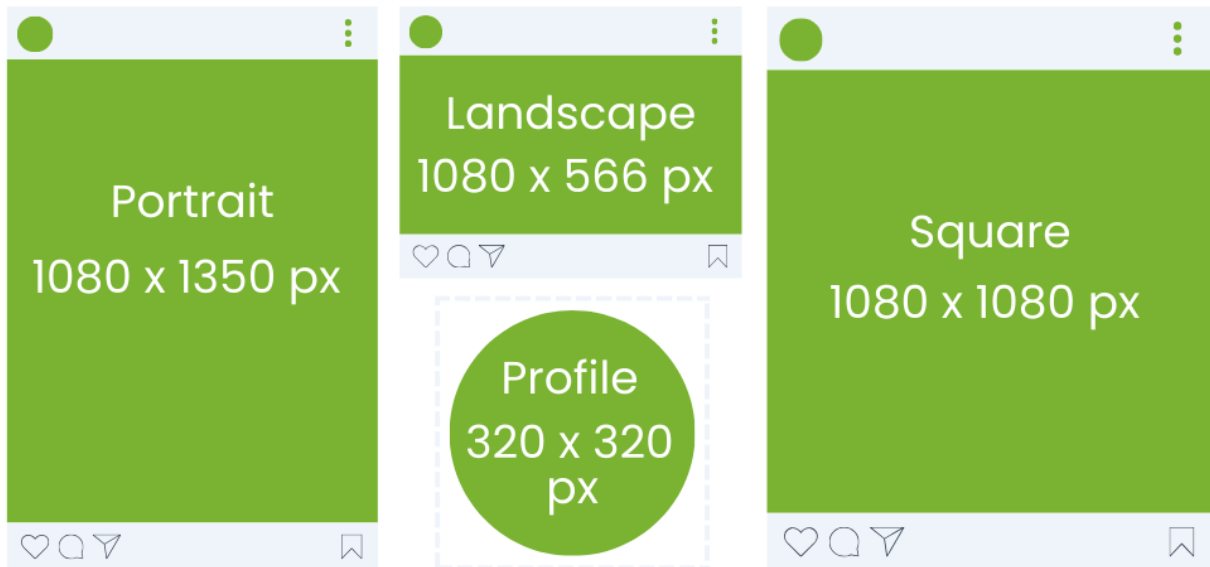 Portrait
1080 x 1350 px
Landscape
1080 x 566 px
Profile
320 x 320
px
Square
1080 x 1080 px